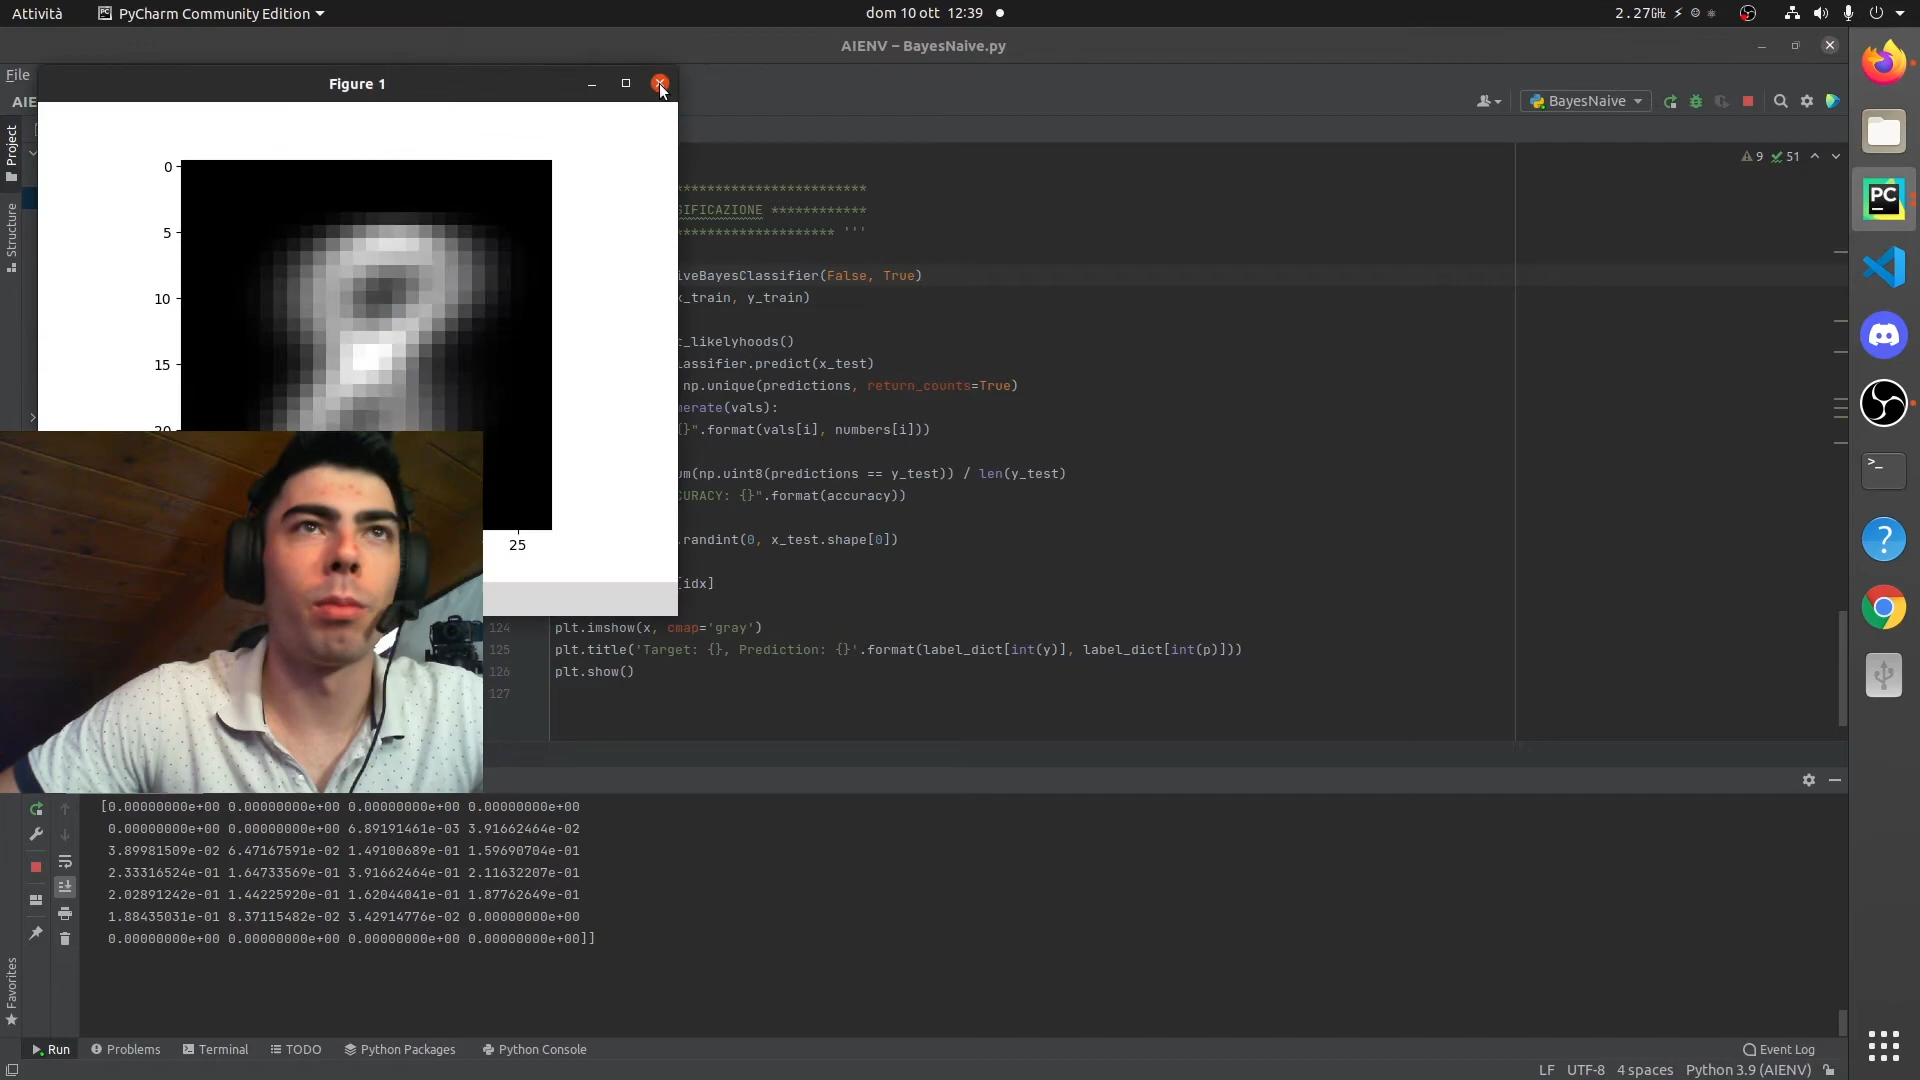 Attività
PyCharm Community Edition
dom 10 ott 12:39
2.27GHz
AIENV – BayesNaive.py
File
Figure 1
AIE
BayesNaive
Project
Structure
Favorites
9
51
0
5
10
15
20
25
************************
SIFICAZIONE ************
******************** '''
iveBayesClassifier(False, True)
x_train, y_train)
t_likelyhoods()
assifier.predict(x_test)
np.unique(predictions, return_counts=True)
merate(vals):
{}".format(vals[i], numbers[i]))
um(np.uint8(predictions == y_test)) / len(y_test)
CURACY: {}".format(accuracy))
.randint(0, x_test.shape[0])
[idx]
124 plt.imshow(x, cmap='gray')
125 plt.title('Target: {}, Prediction: {}'.format(label_dict[int(y)], label_dict[int(p)]))
126 plt.show()
127
[0.00000000e+00 0.00000000e+00 0.00000000e+00 0.00000000e+00
0.00000000e+00 0.00000000e+00 6.89191461e-03 3.91662464e-02
3.89981509e-02 6.47167591e-02 1.49100689e-01 1.59690704e-01
2.33316524e-01 1.64733569e-01 3.91662464e-01 2.11632207e-01
2.02891242e-01 1.44225920e-01 1.62044041e-01 1.87762649e-01
1.88435031e-01 8.37115482e-02 3.42914776e-02 0.00000000e+00
0.00000000e+00 0.00000000e+00 0.00000000e+00 0.00000000e+00]]
Run
Problems
Terminal
TODO
Python Packages
Python Console
Event Log
LF
UTF-8
4 spaces
Python 3.9 (AIENV)
PC